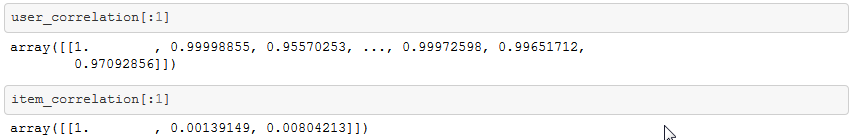 user_correlation[:1]
array([[1.        , 0.99998855, 0.95570253, ..., 0.99972598, 0.99651712,
        0.97092856]])
item_correlation[:1]
array([[1.        , 0.00139149, 0.00804213]])